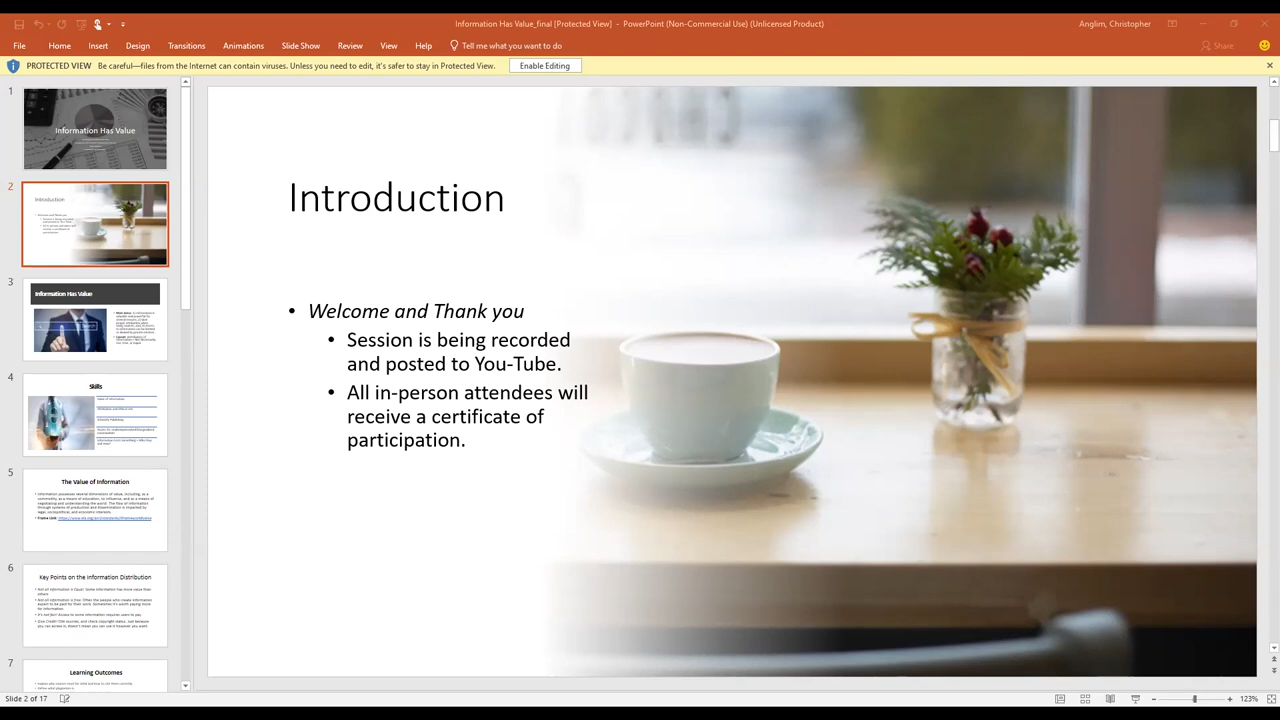 Information Has Value_final [Protected View] - PowerPoint (Non-Commercial Use) (Unlicensed Product)
Anglim, Christopher
File Home Insert Design Transitions Animations Slide Show Review View Help Tell me what you want to do
Share
PROTECTED VIEW Be careful—files from the Internet can contain viruses. Unless you need to edit, it's safer to stay in Protected View.
Enable Editing
1
Information Has Value
2
Introduction
3
Information Has Value
4
Skills
5
The Value of Information
6
Key Points on the Information Distribution
7
Learning Outcomes
Introduction
• Welcome and Thank you
• Session is being recorded
and posted to You-Tube.
• All in-person attendees will
receive a certificate of
participation.
Slide 2 of 17
123%